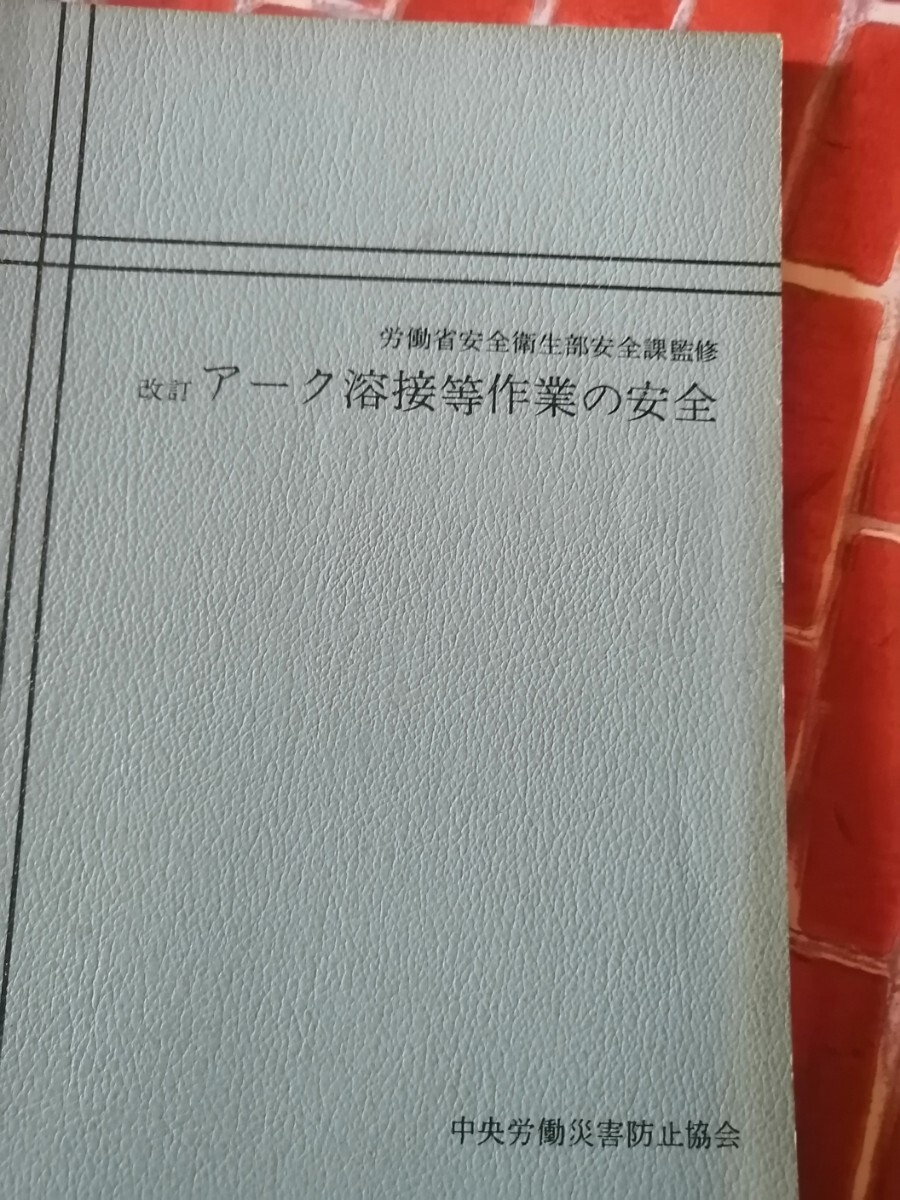 労働省安全衛生部安全課監修
改訂 アーク溶接等作業の安全
中央労働災害防止協会